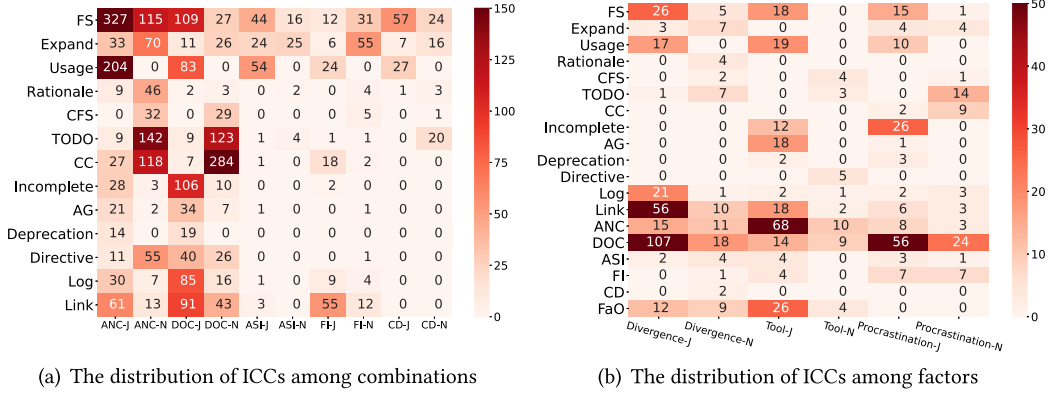 FS 327 115 109 27 44 16 12 31 57 24
Expand 33 70 11 26 24 25 6 55 7 16
Usage 204 0 83 0 54 0 24 0 27 0
Rationale 9 46 2 3 0 2 0 4 1 3
CFS 0 32 0 29 0 0 0 5 0 1
TODO 9 142 9 123 1 4 1 1 0 20
CC 27 118 7 284 1 0 18 2 0 0
Incomplete 28 3 106 10 0 0 2 0 0 0
AG 21 2 34 7 1 0 0 1 0 0
Deprecation 14 0 19 0 0 0 0 0 0 0
Directive 11 55 40 26 0 0 0 1 0 0
Log 30 7 85 16 1 0 9 4 0 0
Link 61 13 91 43 3 0 55 12 0 0
ANC-J ANC-N DOC-J DOC-N ASI-J ASI-N FI-J FI-N CD-J CD-N
150
125
100
75
50
25
0
(a) The distribution of ICCs among combinations
FS 26 5 18 0 15 1
Expand 3 7 0 0 4 4
Usage 17 0 19 0 10 0
Rationale 0 4 0 0 0 0
CFS 0 2 0 4 0 1
TODO 1 7 0 3 0 14
CC 0 0 0 0 2 9
Incomplete 0 0 12 0 26 0
AG 0 0 18 0 1 0
Deprecation 0 0 2 0 3 0
Directive 0 0 0 5 0 0
Log 21 1 2 1 2 3
Link 56 10 18 2 6 3
ANC 15 11 68 10 8 3
DOC 107 18 14 9 56 24
ASI 2 4 4 0 3 1
FI 0 1 4 0 7 7
CD 0 2 0 0 0 0
FaO 12 9 26 4 0 0
Divergence-J Divergence-N Tool-J Tool-N Procrastination-J Procrastination-N
50
40
30
20
10
0
(b) The distribution of ICCs among factors